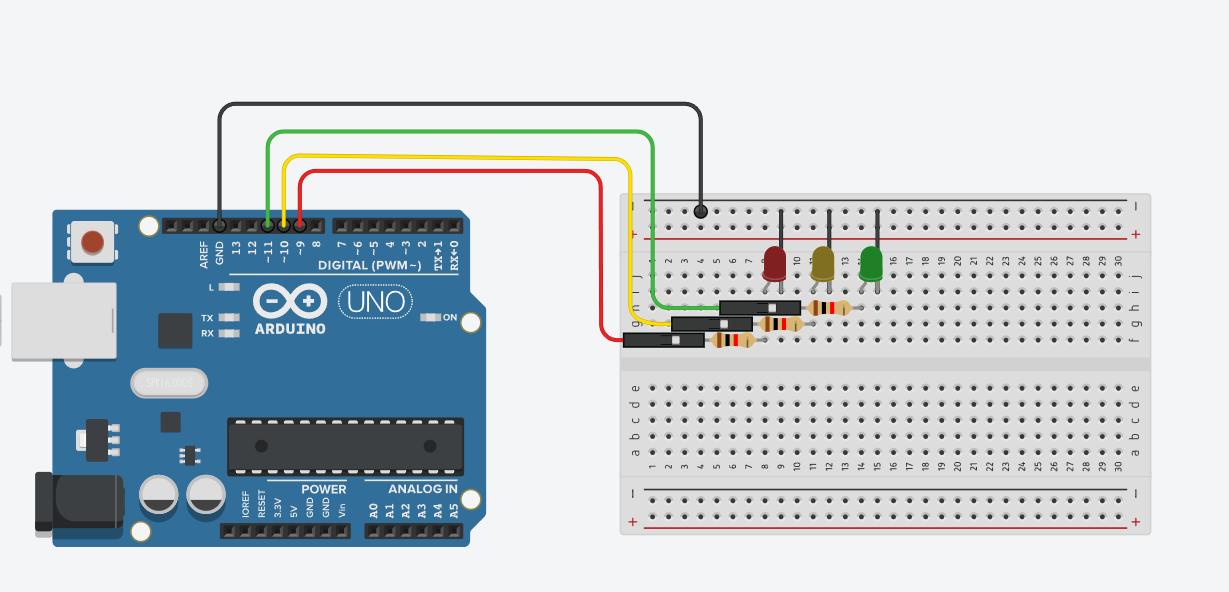 AREF
GND
13
12
~11
~10
~9
8
7
~6
~5
4
~3
2
TX→1
RX←0
DIGITAL (PWM~)
L
TX
RX
ARDUINO
UNO
ON
SPK16.000G
IOREF
RESET
3.3V
5V
GND
GND
Vin
POWER
ANALOG IN
A0
A1
A2
A3
A4
A5
− −
+ +
1 2 3 4 5 6 7 8 9 10 11 12 13 14 15 16 17 18 19 20 21 22 23 24 25 26 27 28 29 30
j j
i i
h h
g g
f f
e e
d d
c c
b b
a a
1 2 3 4 5 6 7 8 9 10 11 12 13 14 15 16 17 18 19 20 21 22 23 24 25 26 27 28 29 30
− −
+ +